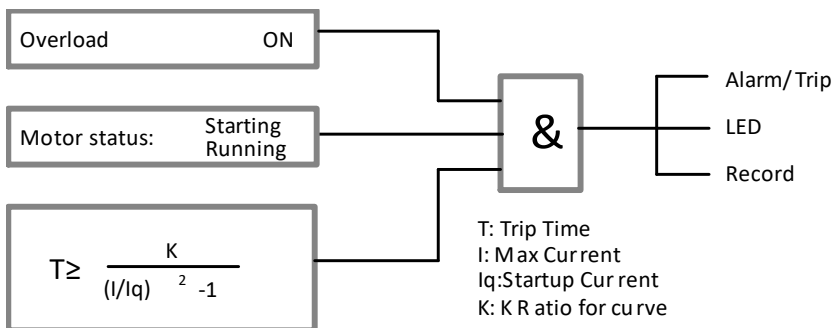 Overload ON
Motor status: Starting
Running
T≥ K
(I/Iq) 2 -1
&
Alarm/Trip
LED
Record
T: Trip Time
I: Max Current
Iq:Startup Current
K: K Ratio for curve